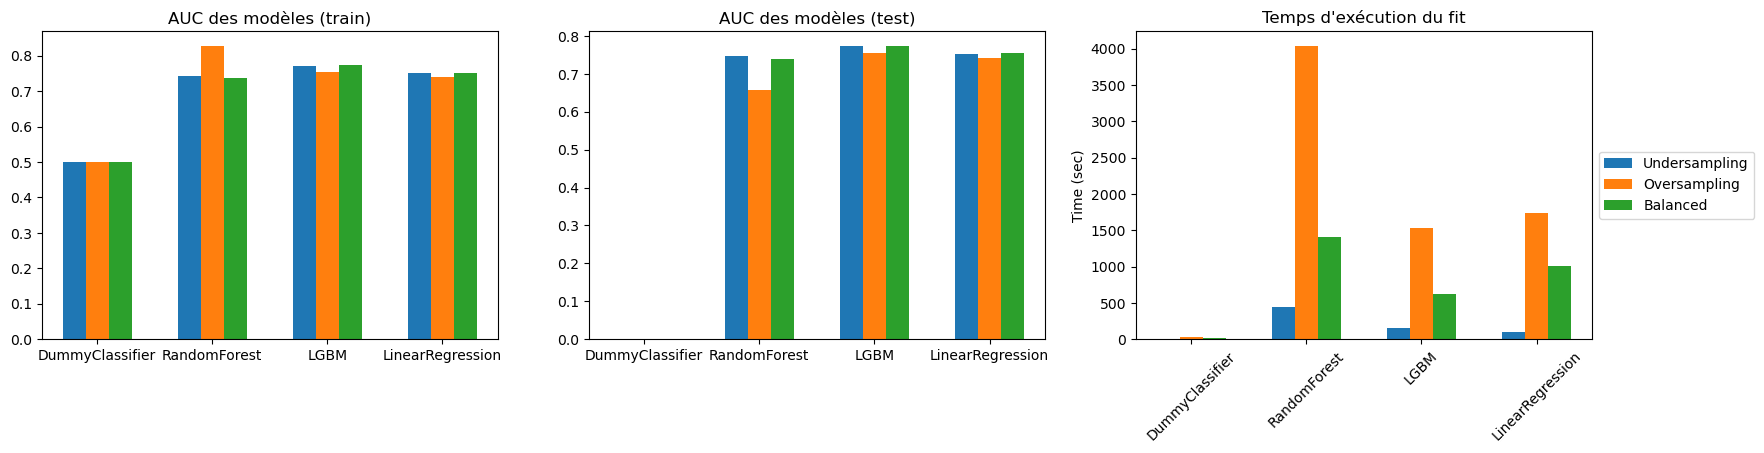 AUC des modèles (train)
0.8
0.7
0.6
0.5
0.4
0.3
0.2
0.1
0.0
DummyClassifier RandomForest LGBM LinearRegression
AUC des modèles (test)
0.8
0.7
0.6
0.5
0.4
0.3
0.2
0.1
0.0
DummyClassifier RandomForest LGBM LinearRegression
Temps d'exécution du fit
Time (sec)
4000
3500
3000
2500
2000
1500
1000
500
0
DummyClassifier
RandomForest
LGBM
LinearRegression
Undersampling
Oversampling
Balanced